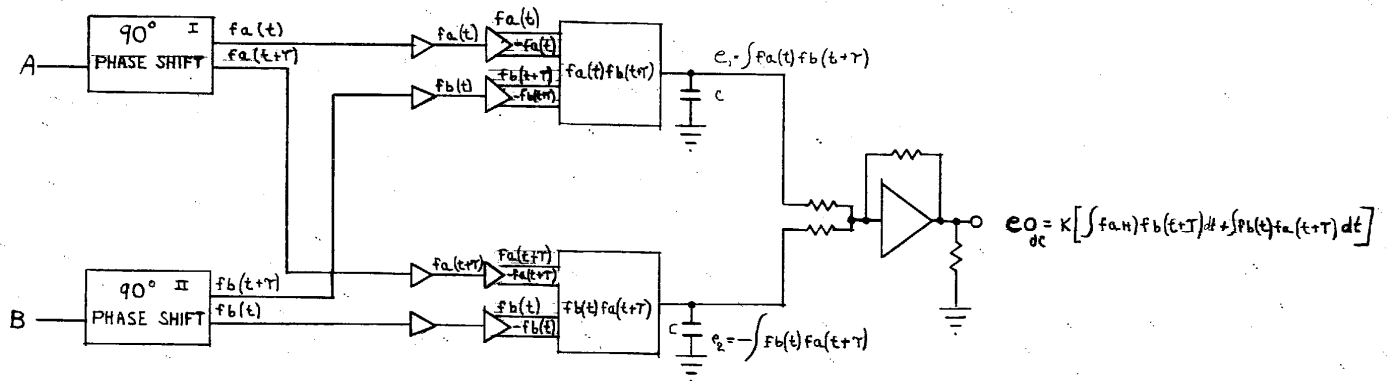 A
90° I
PHASE SHIFT
fa(t)
fa(t+τ)
fa(t)
fa(t)
-fa(t)
fb(t)
fb(t+τ)
-fb(t+τ)
fa(t)fb(t+τ)
C
e₁=∫fa(t)fb(t+τ)
B
90° II
PHASE SHIFT
fb(t+τ)
fb(t)
fa(t+τ)
fa(t+τ)
-fa(t+τ)
fb(t)
-fb(t)
fb(t)fa(t+τ)
C
e₂=-∫fb(t)fa(t+τ)
eo dc = K[∫fa(t)fb(t+τ)dt+∫fb(t)fa(t+τ)dt]